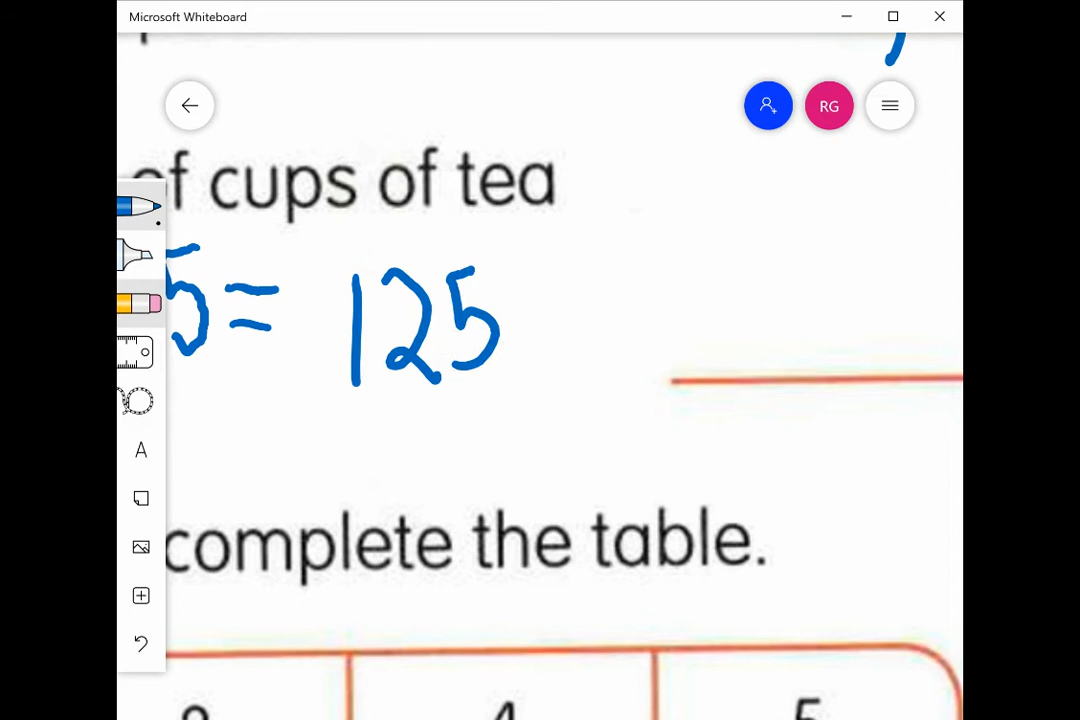 Microsoft Whiteboard
RG
of cups of tea
5 = 125
A
complete the table.
4 5